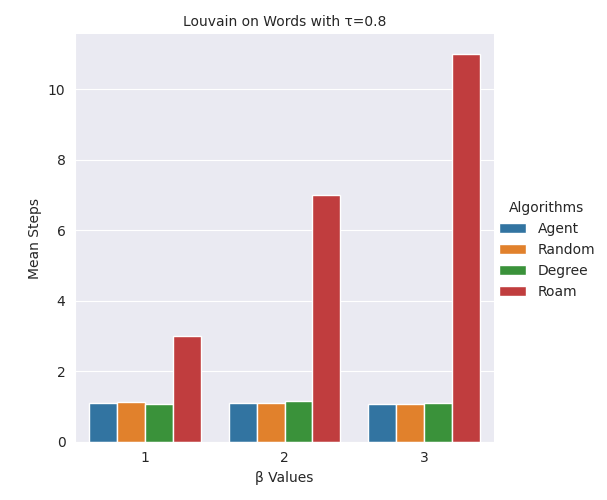 Louvain on Words with τ=0.8
Mean Steps
10
8
6
4
2
0
1 2 3
β Values
Algorithms
Agent
Random
Degree
Roam